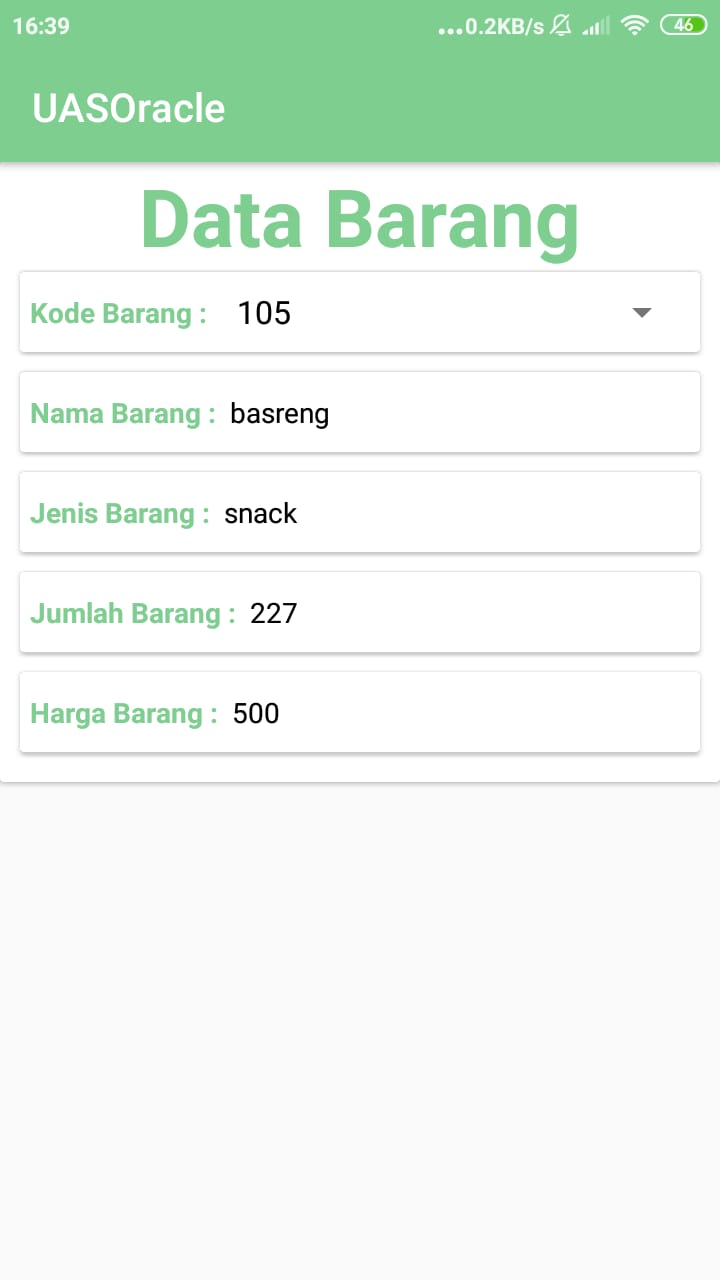 16:39 ...0.2KB/s 46
UASOracle
Data Barang
Kode Barang : 105
Nama Barang : basreng
Jenis Barang : snack
Jumlah Barang : 227
Harga Barang : 500